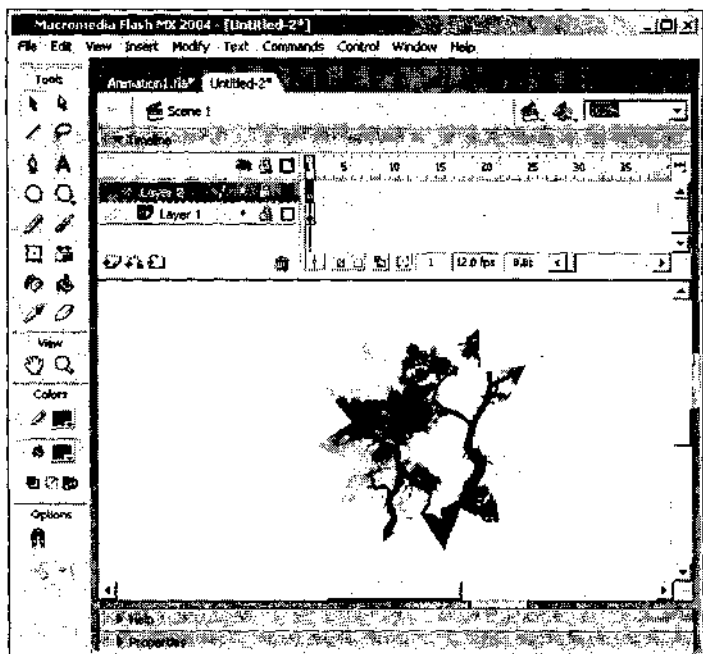 Macromedia Flash MX 2004 - [Untitled-2*]
File Edit View Insert Modify Text Commands Control Window Help
Tools
Animation1.fla* Untitled-2*
Scene 1
Timeline
5 10 15 20 25 30 35
Layer 2
Layer 1
1 12.0 fps 0.0s
View
Colors
Options
Help
Properties